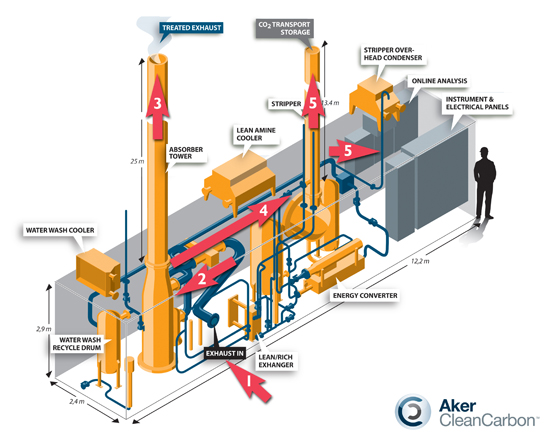 TREATED EXHAUST
CO2 TRANSPORT
STORAGE
STRIPPER OVER-
HEAD CONDENSER
ONLINE ANALYSIS
INSTRUMENT &
ELECTRICAL PANELS
STRIPPER
13.4 m
3
5
LEAN AMINE
COOLER
ABSORBER
TOWER
25 m
5
4
WATER WASH COOLER
2
12,2 m
ENERGY CONVERTER
2,9 m
WATER WASH
RECYCLE DRUM
EXHAUST IN
LEAN/RICH
EXHANGER
1
2,4 m
Aker
CleanCarbon™